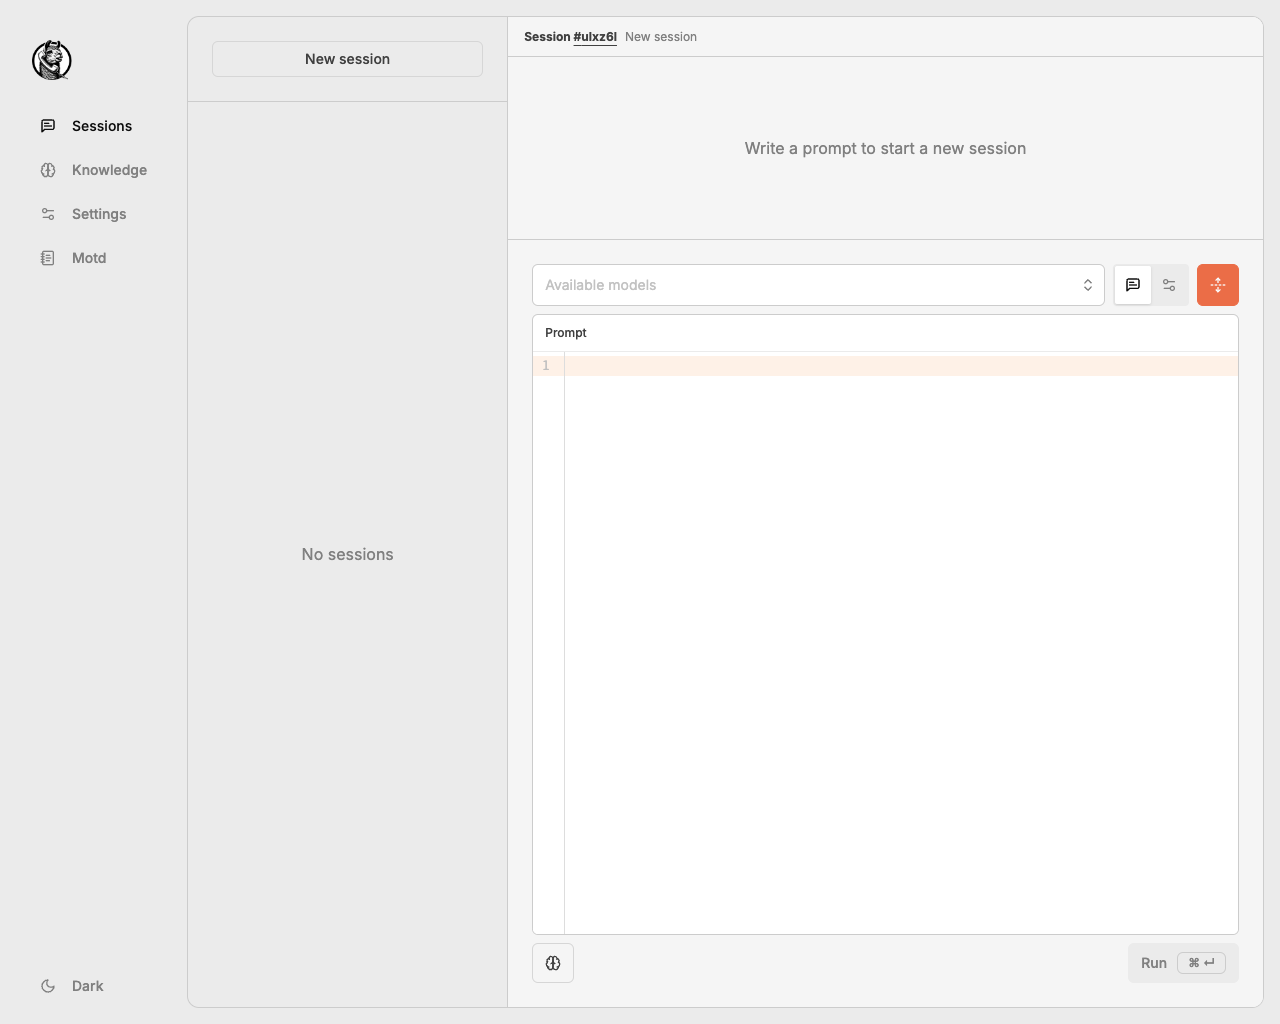 Sessions
Knowledge
Settings
Motd
Dark
New session
No sessions
Session #ulxz6l New session
Write a prompt to start a new session
Available models
Prompt
1
Run ⌘ ↵